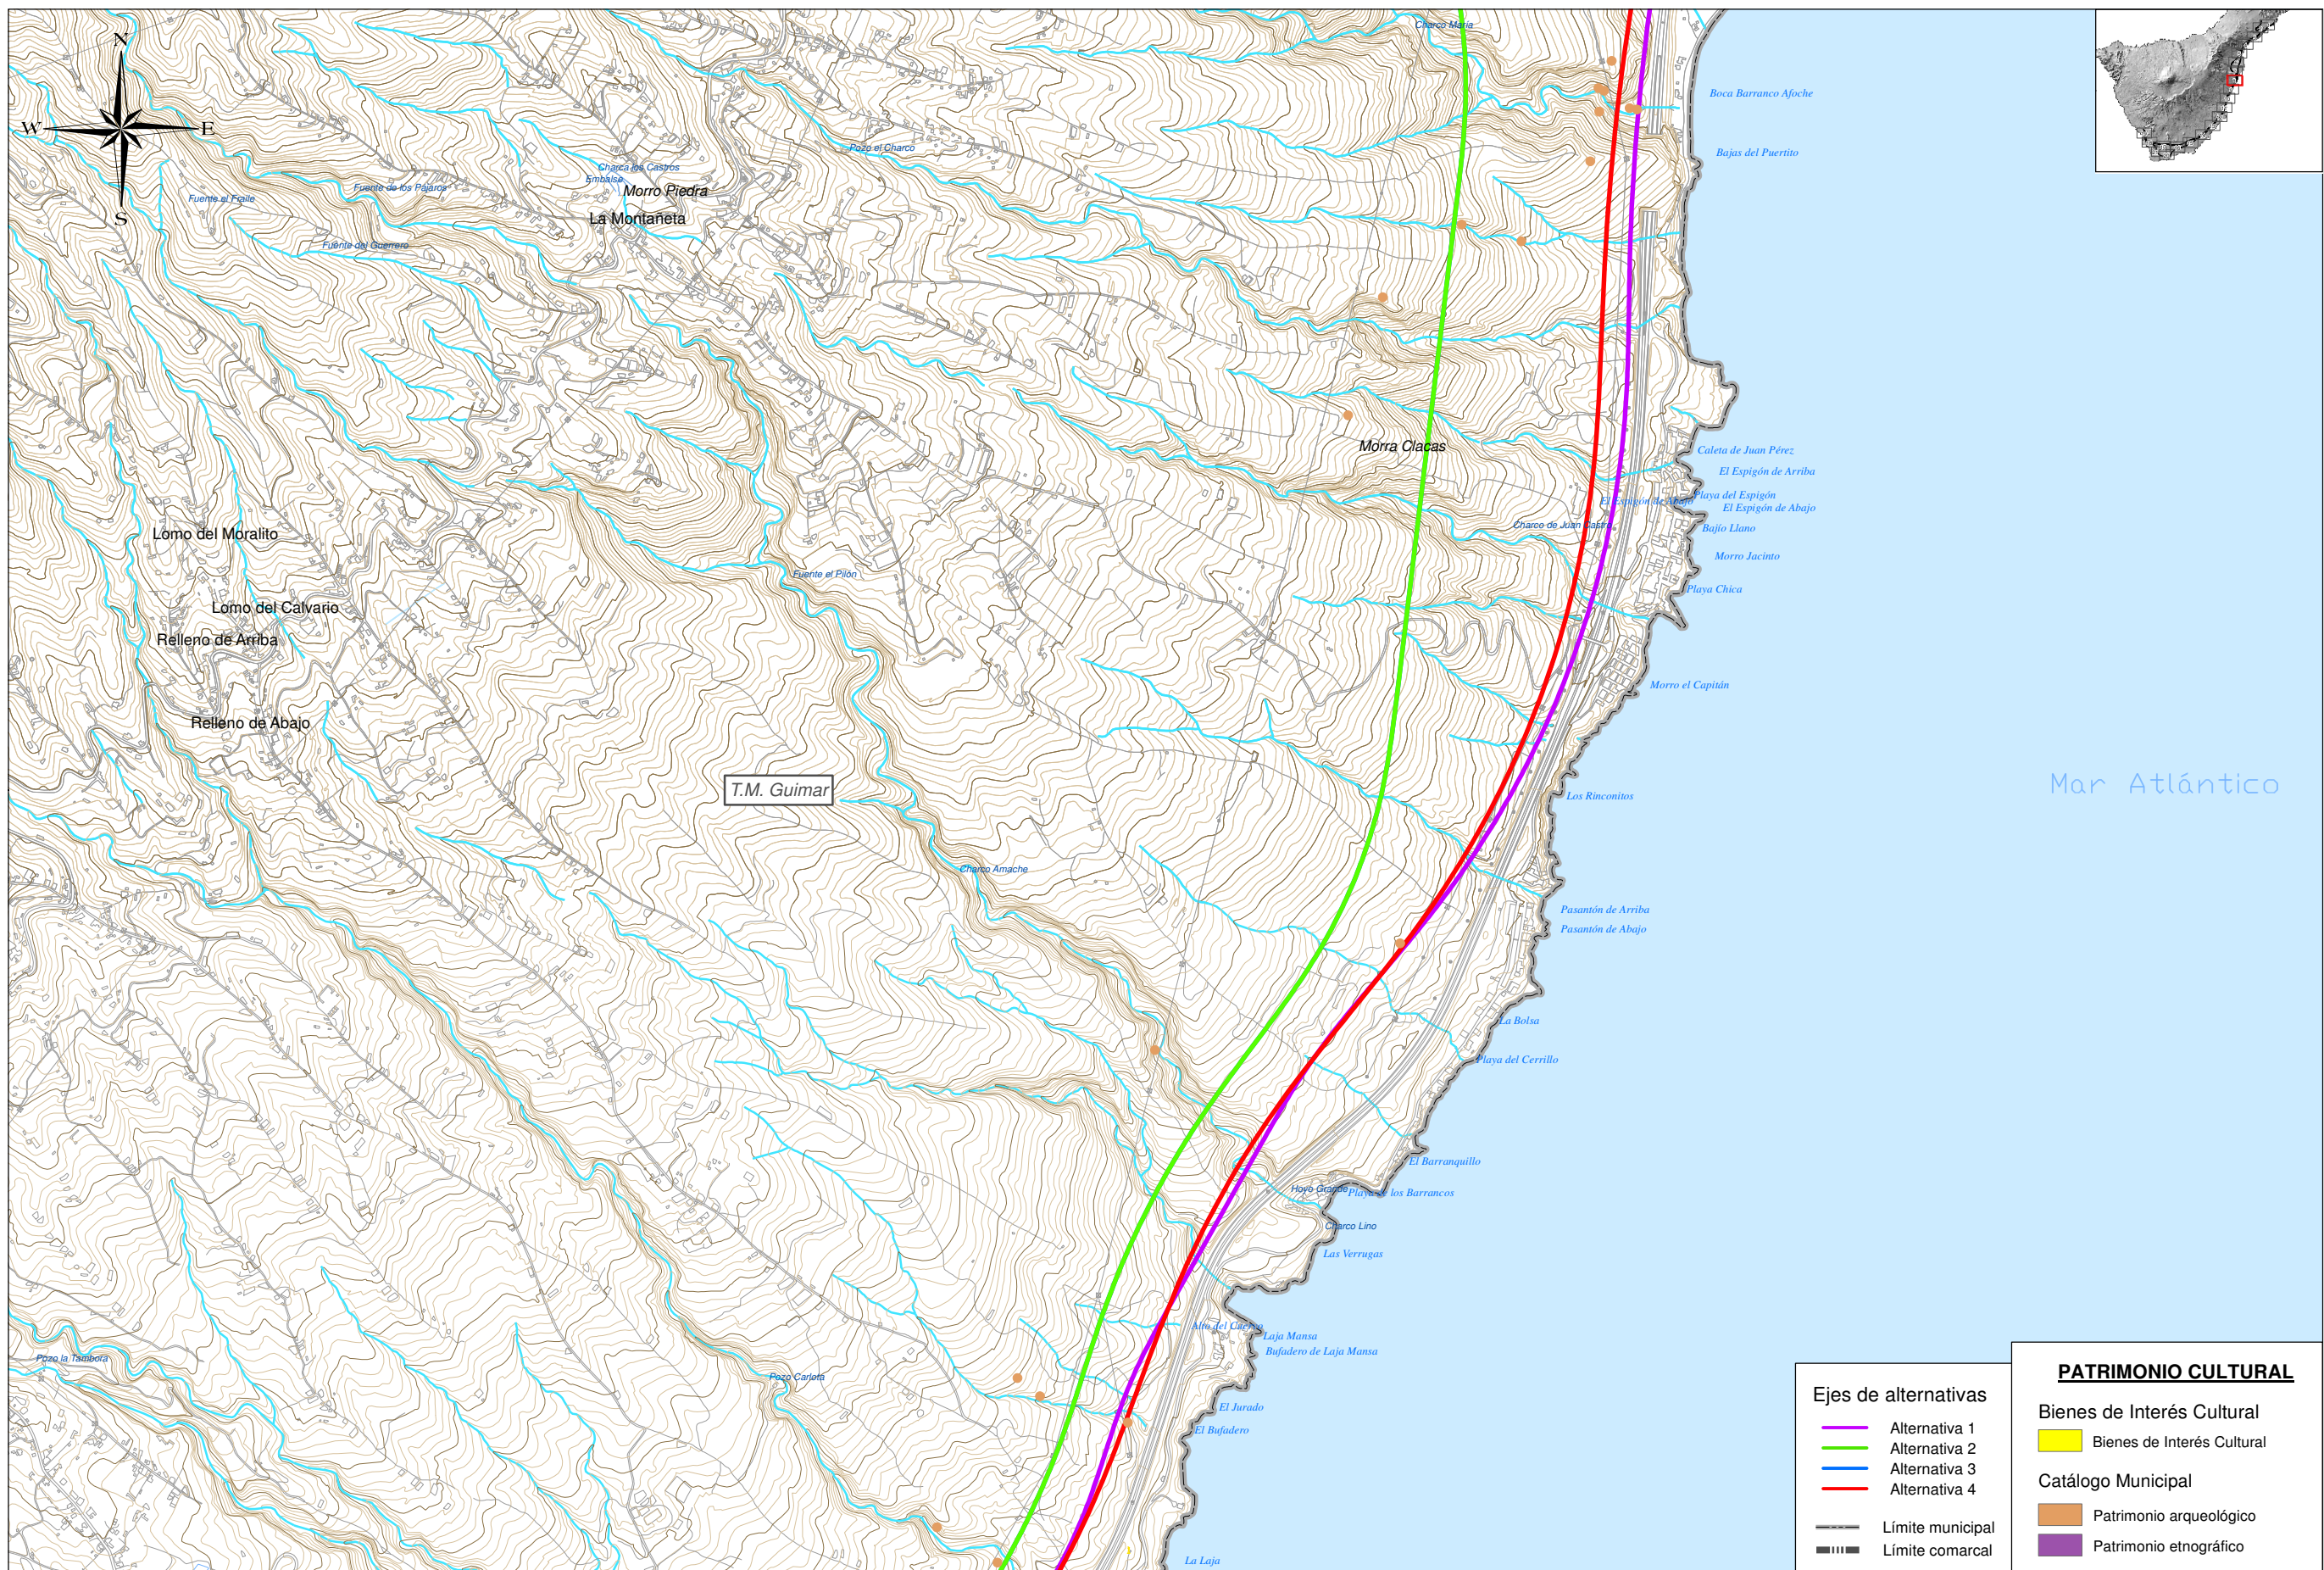 Charco María
N
W
E
S
Boca Barranco Afoche
Bajas del Puertito
Pozo el Charco
Charca los Castros
Embalse
Morro Piedra
La Montañeta
Fuente de los Pájaros
Fuente el Fraile
Fuente del Guerrero
Morra Clacas
Caleta de Juan Pérez
El Espigón de Arriba
Playa del Espigón
El Espigón de Abajo
El Espigón de Abajo
Charco de Juan Castro
Bajío Llano
Morro Jacinto
Playa Chica
Lomo del Moralito
Fuente el Pilón
Lomo del Calvario
Relleno de Arriba
Morro el Capitán
Relleno de Abajo
T.M. Guimar
Mar Atlántico
Los Rinconitos
Charco Amache
Pasantón de Arriba
Pasantón de Abajo
La Bolsa
Playa del Cerrillo
El Barranquillo
Hoyo Grande
Playa de los Barrancos
Charco Lino
Las Verrugas
Alto del Cuervo
Laja Mansa
Bufadero de Laja Mansa
Pozo la Tambora
Pozo Carlota
El Jurado
El Bufadero
La Laja
Ejes de alternativas
Alternativa 1
Alternativa 2
Alternativa 3
Alternativa 4
Límite municipal
Límite comarcal
PATRIMONIO CULTURAL
Bienes de Interés Cultural
Bienes de Interés Cultural
Catálogo Municipal
Patrimonio arqueológico
Patrimonio etnográfico